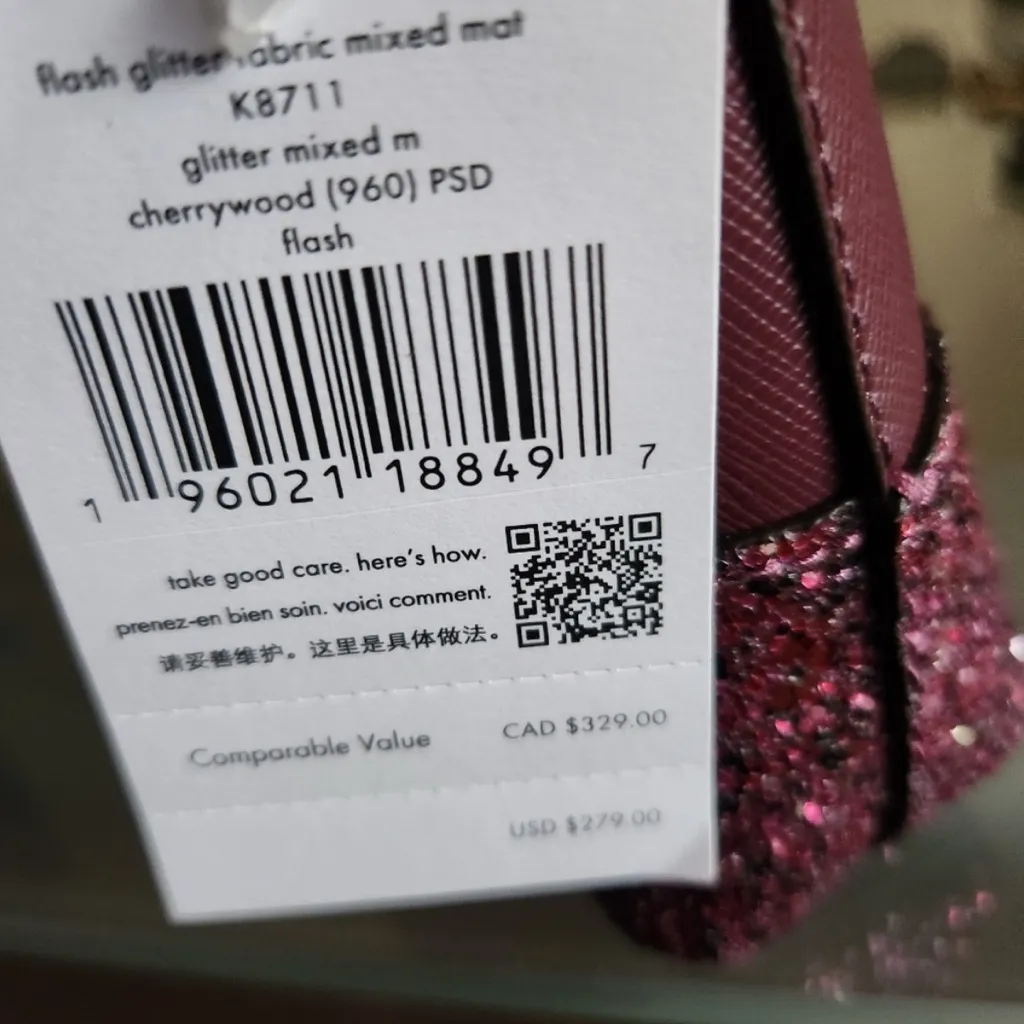 flash glitter fabric mixed mat
K8711
glitter mixed m
cherrywood (960) PSD
flash
1 96021 18849 7
take good care. here's how.
prenez-en bien soin. voici comment.
请妥善维护。这里是具体做法。
Comparable Value CAD $329.00
USD $279.00